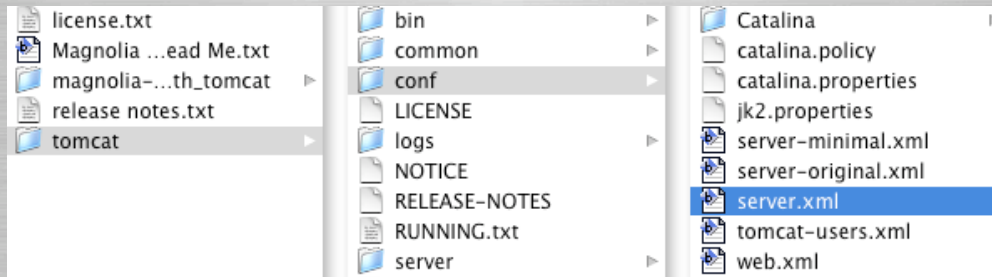 license.txt
Magnolia ...ead Me.txt
magnolia-...th_tomcat
release notes.txt
tomcat
bin
common
conf
LICENSE
logs
NOTICE
RELEASE-NOTES
RUNNING.txt
server
Catalina
catalina.policy
catalina.properties
jk2.properties
server-minimal.xml
server-original.xml
server.xml
tomcat-users.xml
web.xml